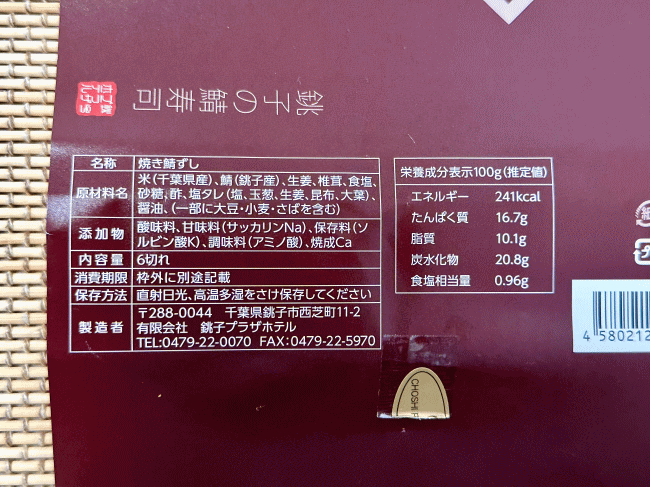 銚子の鯖寿司
名称 焼き鯖ずし
原材料名 米(千葉県産)、鯖(銚子産)、生姜、椎茸、食塩、
砂糖、酢、塩タレ(塩、玉葱、生姜、昆布、大葉)、
醤油、(一部に大豆・小麦・さばを含む)
添加物 酸味料、甘味料(サッカリンNa)、保存料(ソ
ルビン酸K)、調味料(アミノ酸)、焼成Ca
内容量 6切れ
消費期限 枠外に別途記載
保存方法 直射日光、高温多湿をさけ保存してください
製造者 〒288-0044 千葉県銚子市西芝町11-2
有限会社 銚子プラザホテル
TEL:0479-22-0070 FAX:0479-22-5970
栄養成分表示100g(推定値)
エネルギー 241kcal
たんぱく質 16.7g
脂質 10.1g
炭水化物 20.8g
食塩相当量 0.96g
4 580212
CHOSHI